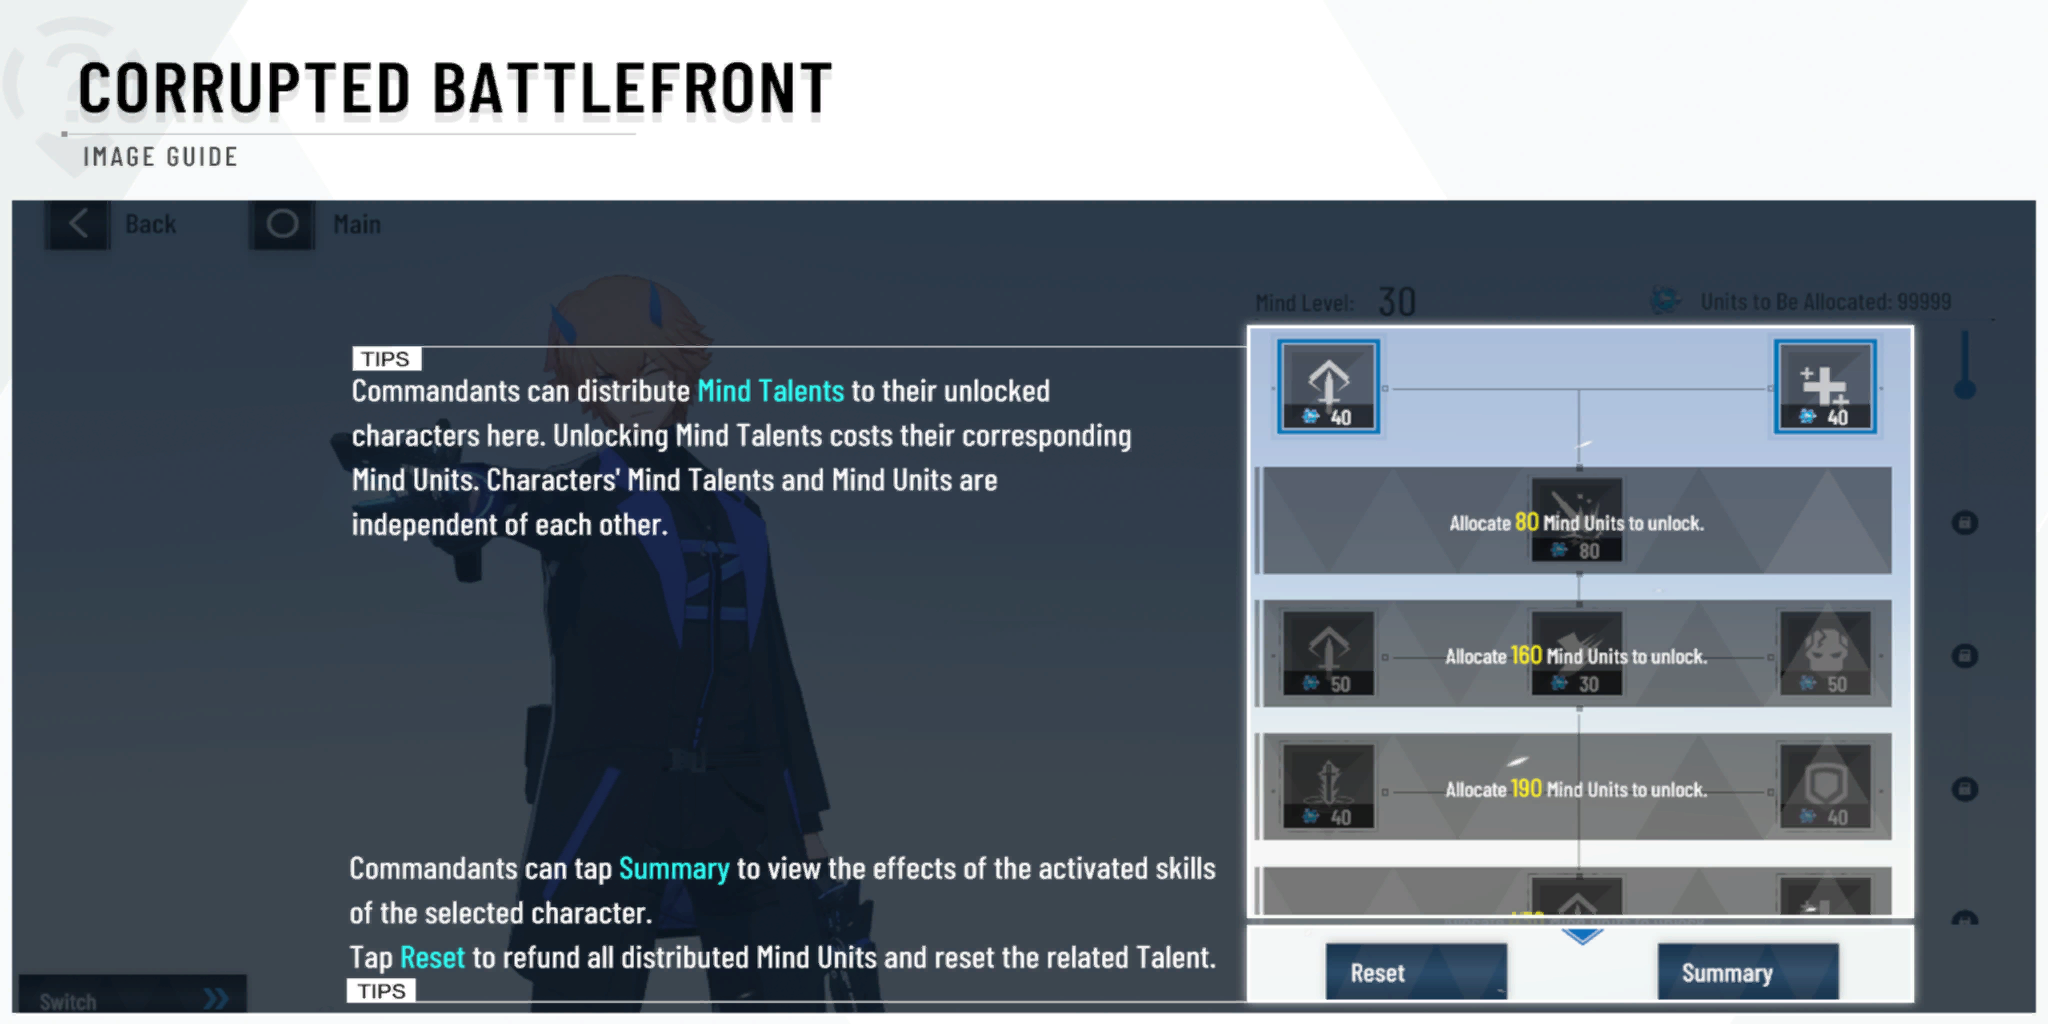 CORRUPTED BATTLEFRONT
IMAGE GUIDE
Back
Main
Mind Level: 30
Units to Be Allocated: 99999
TIPS
Commandants can distribute Mind Talents to their unlocked
characters here. Unlocking Mind Talents costs their corresponding
Mind Units. Characters' Mind Talents and Mind Units are
independent of each other.
40
40
Allocate 80 Mind Units to unlock.
80
Allocate 160 Mind Units to unlock.
50
30
50
Allocate 190 Mind Units to unlock.
40
40
Commandants can tap Summary to view the effects of the activated skills
of the selected character.
Tap Reset to refund all distributed Mind Units and reset the related Talent.
TIPS
Reset
Summary
Switch